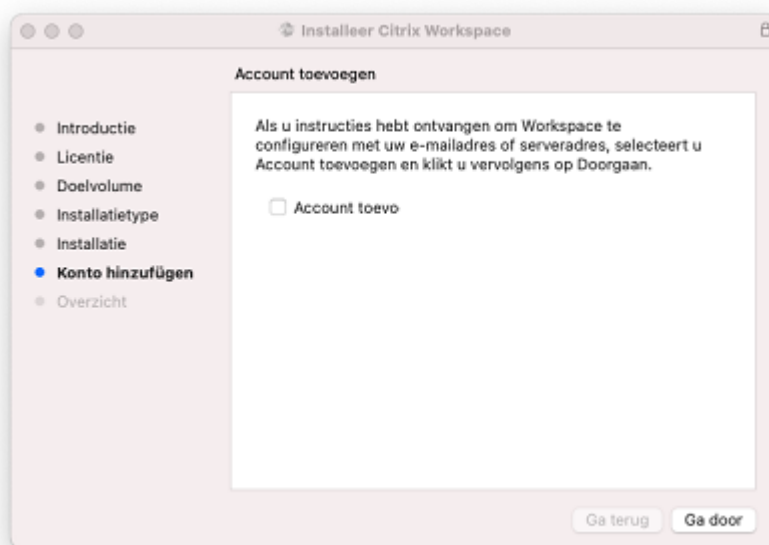 Installeer Citrix Workspace
Account toevoegen
Introductie
Licentie
Doelvolume
Installatietype
Installatie
Konto hinzufügen
Overzicht
Als u instructies hebt ontvangen om Workspace te
configureren met uw e-mailadres of serveradres, selecteert u
Account toevoegen en klikt u vervolgens op Doorgaan.
Account toevo
Ga terug
Ga door